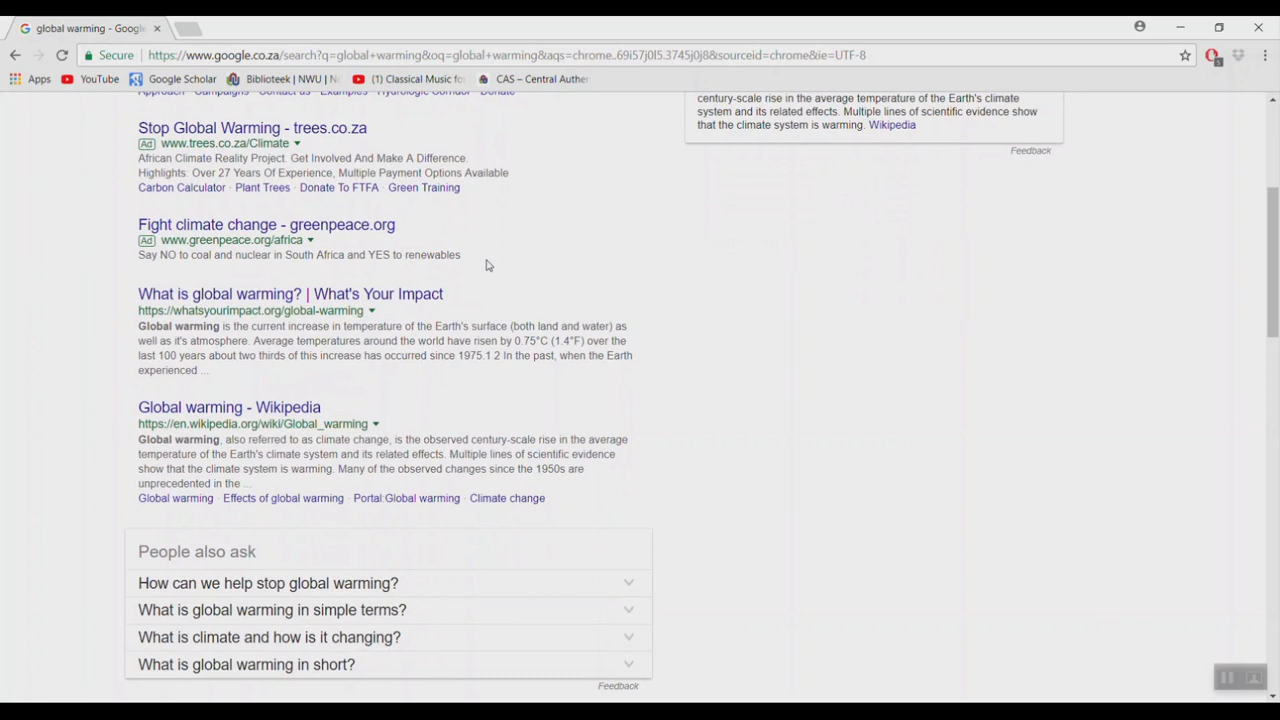 global warming - Google
Secure https://www.google.co.za/search?q=global+warming&oq=global+warming&aqs=chrome..69i57j0l5.3745j0j8&sourceid=chrome&ie=UTF-8
Apps YouTube Google Scholar Biblioteek | NWU | N (1) Classical Music for CAS – Central Authen
Approach · Campaigns · Contact us · Examples · Hydrologic Corridor · Donate
Stop Global Warming - trees.co.za
Ad www.trees.co.za/Climate
African Climate Reality Project. Get Involved And Make A Difference.
Highlights: Over 27 Years Of Experience, Multiple Payment Options Available
Carbon Calculator · Plant Trees · Donate To FTFA · Green Training
Fight climate change - greenpeace.org
Ad www.greenpeace.org/africa
Say NO to coal and nuclear in South Africa and YES to renewables
What is global warming? | What's Your Impact
https://whatsyourimpact.org/global-warming
Global warming is the current increase in temperature of the Earth's surface (both land and water) as
well as it's atmosphere. Average temperatures around the world have risen by 0.75°C (1.4°F) over the
last 100 years about two thirds of this increase has occurred since 1975.1 2 In the past, when the Earth
experienced ...
Global warming - Wikipedia
https://en.wikipedia.org/wiki/Global_warming
Global warming, also referred to as climate change, is the observed century-scale rise in the average
temperature of the Earth's climate system and its related effects. Multiple lines of scientific evidence
show that the climate system is warming. Many of the observed changes since the 1950s are
unprecedented in the ...
Global warming · Effects of global warming · Portal:Global warming · Climate change
People also ask
How can we help stop global warming?
What is global warming in simple terms?
What is climate and how is it changing?
What is global warming in short?
Feedback
century-scale rise in the average temperature of the Earth's climate
system and its related effects. Multiple lines of scientific evidence show
that the climate system is warming. Wikipedia
Feedback